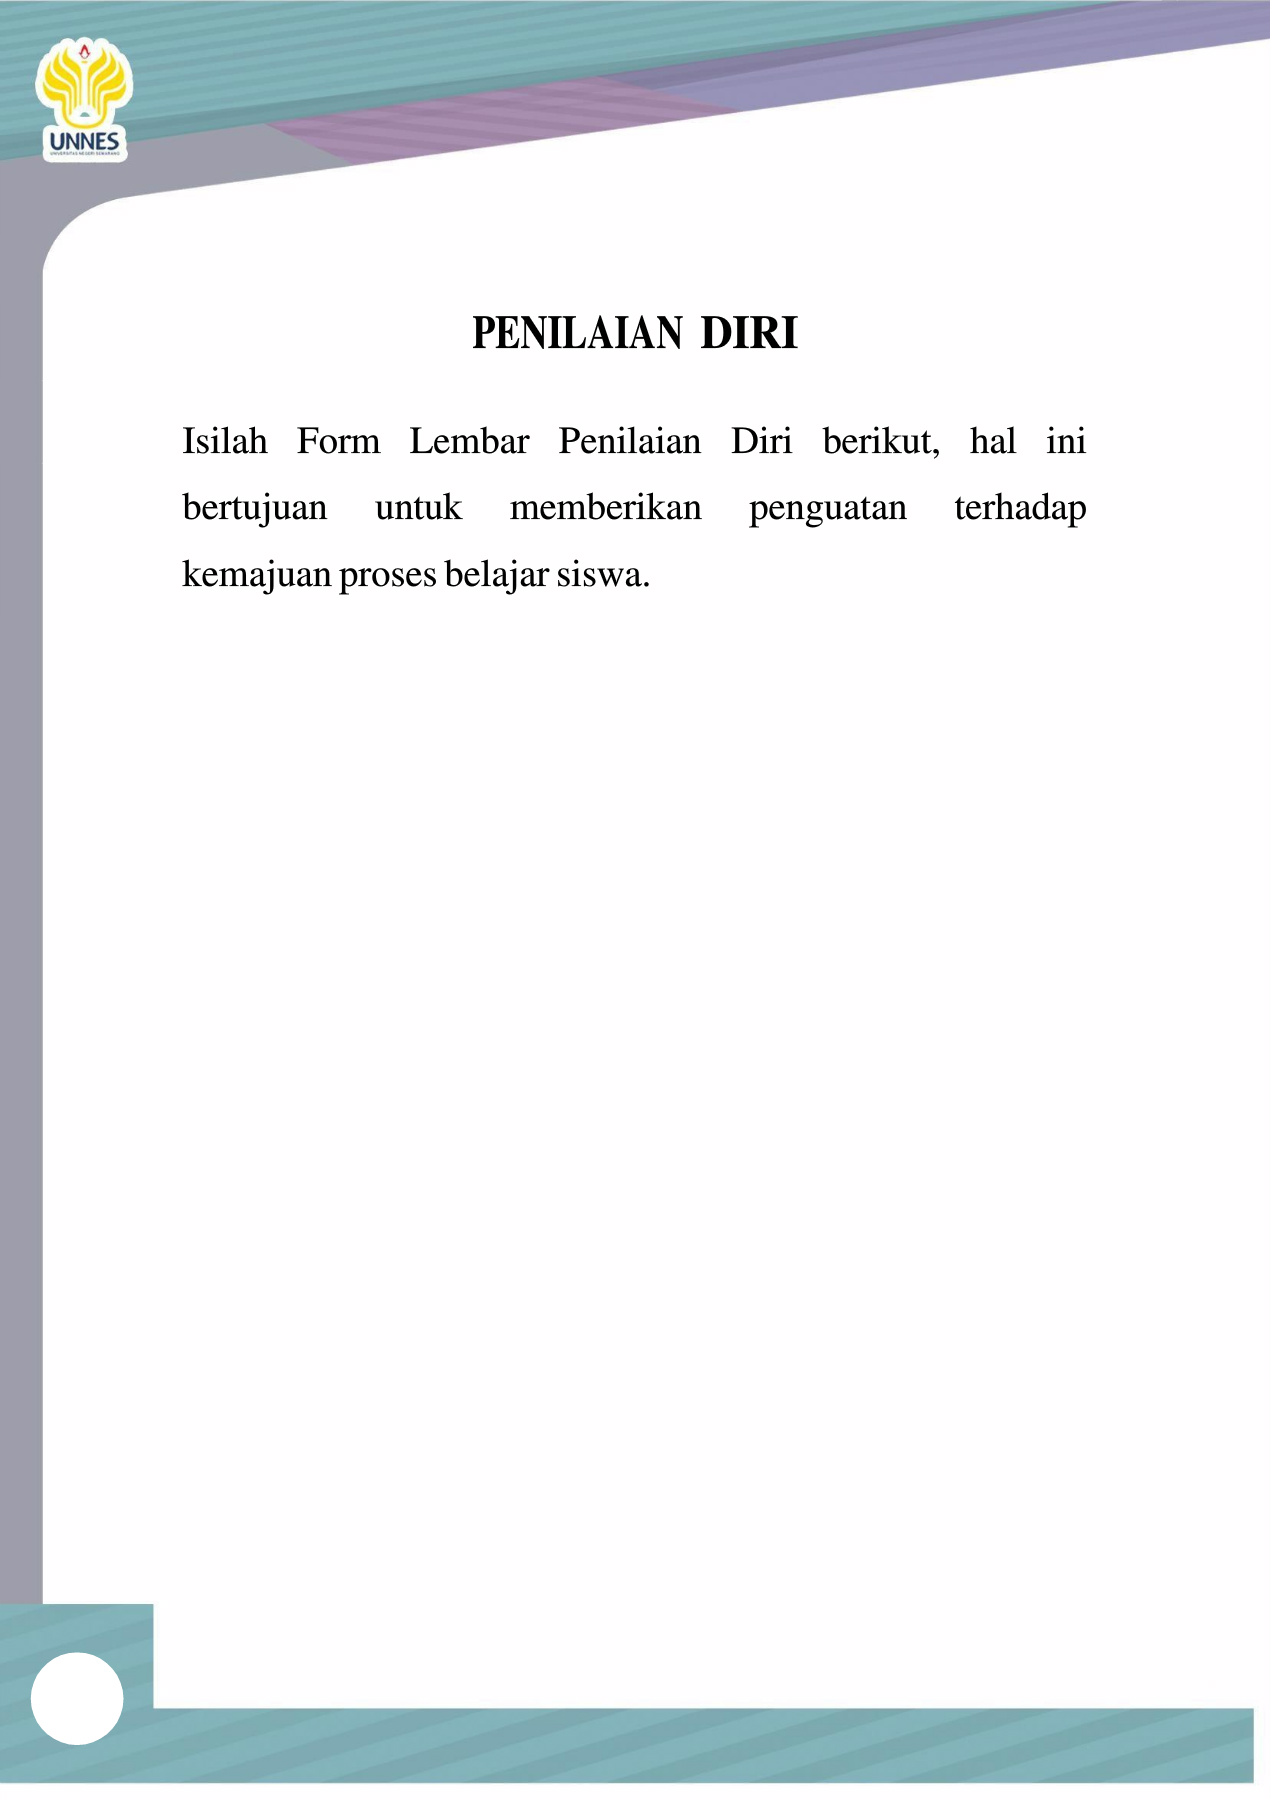 UNNES
UNIVERSITAS NEGERI SEMARANG
PENILAIAN DIRI
Isilah Form Lembar Penilaian Diri berikut, hal ini
bertujuan untuk memberikan penguatan terhadap
kemajuan proses belajar siswa.